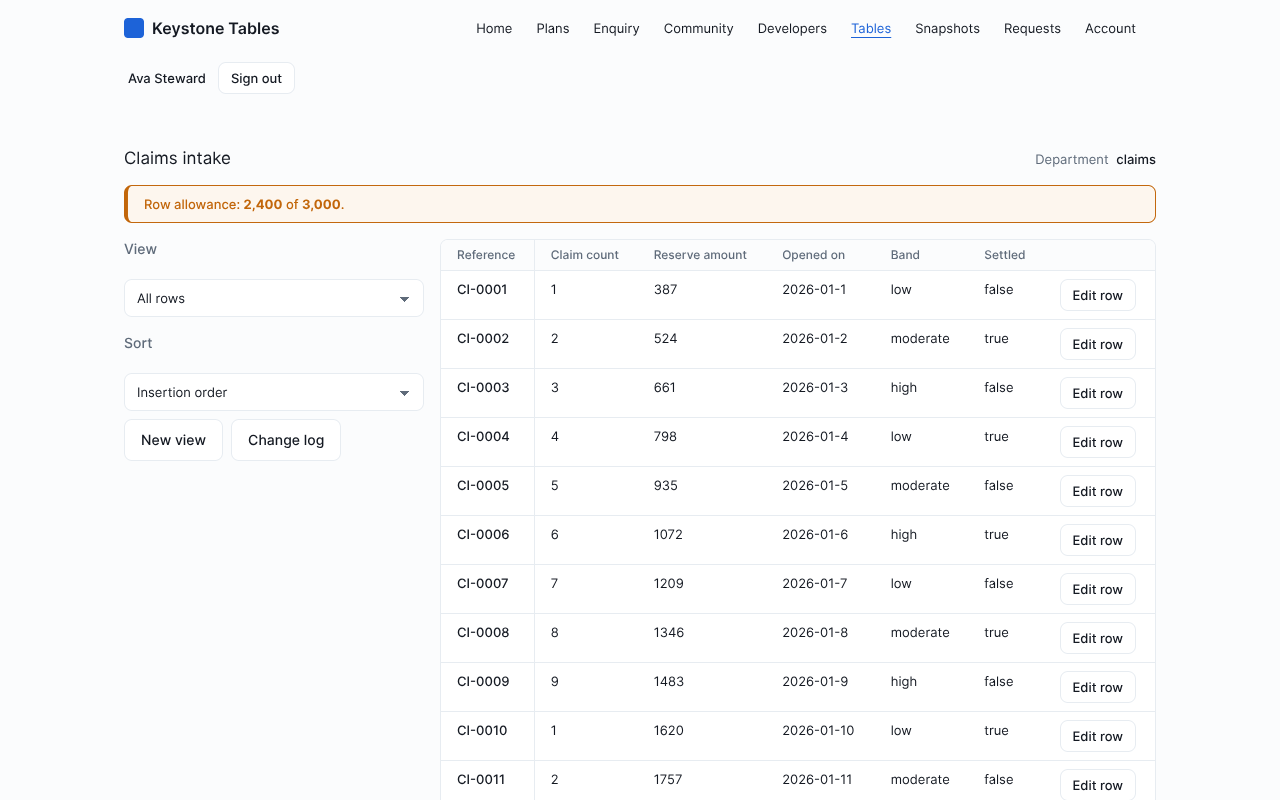 Keystone Tables
Home Plans Enquiry Community Developers Tables Snapshots Requests Account
Ava Steward Sign out
Claims intake
Department claims
Row allowance: 2,400 of 3,000.
View
All rows
Sort
Insertion order
New view Change log
Reference Claim count Reserve amount Opened on Band Settled
CI-0001 1 387 2026-01-1 low false Edit row
CI-0002 2 524 2026-01-2 moderate true Edit row
CI-0003 3 661 2026-01-3 high false Edit row
CI-0004 4 798 2026-01-4 low true Edit row
CI-0005 5 935 2026-01-5 moderate false Edit row
CI-0006 6 1072 2026-01-6 high true Edit row
CI-0007 7 1209 2026-01-7 low false Edit row
CI-0008 8 1346 2026-01-8 moderate true Edit row
CI-0009 9 1483 2026-01-9 high false Edit row
CI-0010 1 1620 2026-01-10 low true Edit row
CI-0011 2 1757 2026-01-11 moderate false Edit row